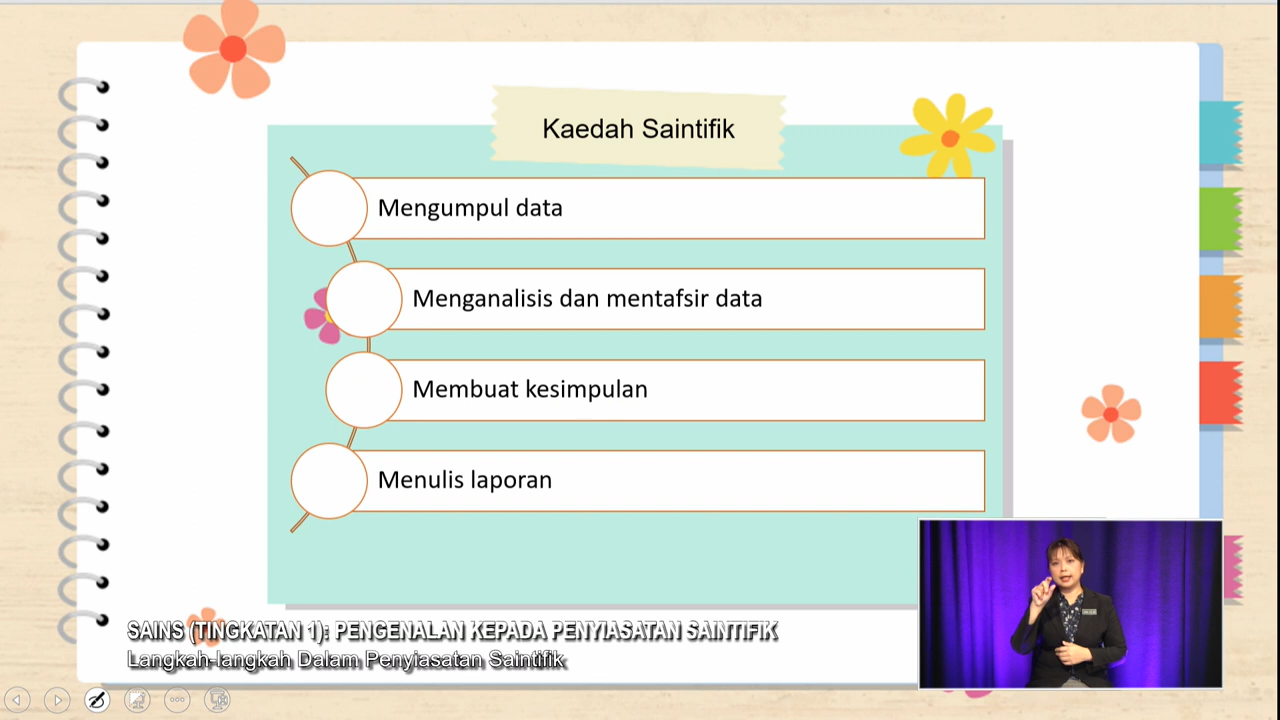 Kaedah Saintifik
Mengumpul data
Menganalisis dan mentafsir data
Membuat kesimpulan
Menulis laporan
SAINS (TINGKATAN 1): PENGENALAN KEPADA PENYIASATAN SAINTIFIK
Langkah-langkah Dalam Penyiasatan Saintifik